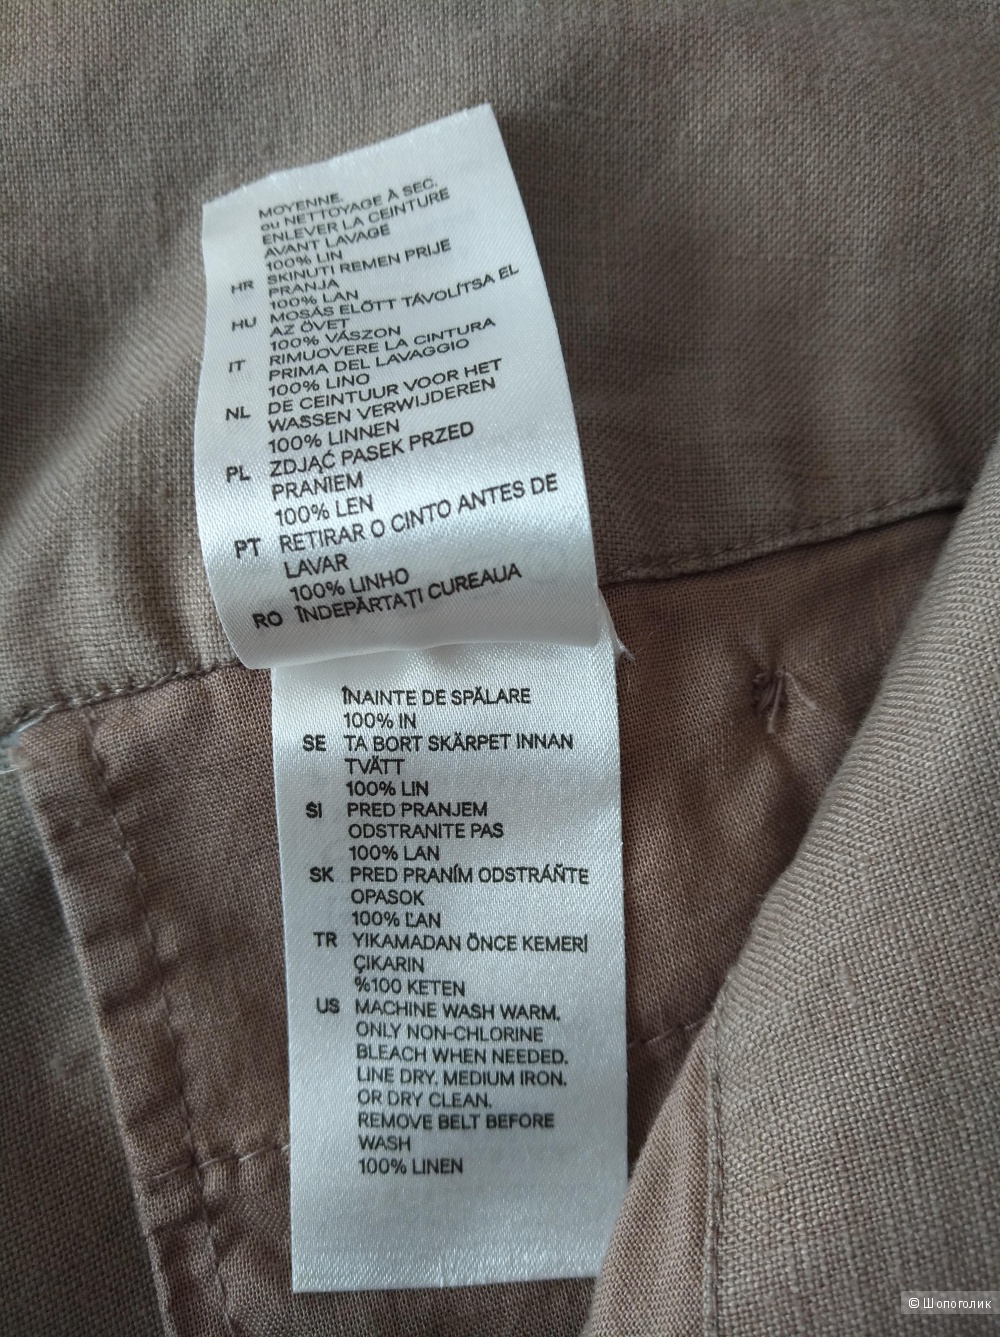 MOYENNE.
ou NETTOYAGE À SEC.
ENLEVER LA CEINTURE
AVANT LAVAGE
100% LIN
HR SKINUTI REMEN PRIJE
PRANJA
100% LAN
HU MOSÁS ELŐTT TÁVOLÍTSA EL
AZ ÖVET
100% VÁSZON
IT RIMUOVERE LA CINTURA
PRIMA DEL LAVAGGIO
100% LINO
NL DE CEINTUUR VOOR HET
WASSEN VERWIJDEREN
100% LINNEN
PL ZDJĄĆ PASEK PRZED
PRANIEM
100% LEN
PT RETIRAR O CINTO ANTES DE
LAVAR
100% LINHO
RO ÎNDEPĂRTAȚI CUREAUA
ÎNAINTE DE SPĂLARE
100% IN
SE TA BORT SKÄRPET INNAN
TVÄTT
100% LIN
SI PRED PRANJEM
ODSTRANITE PAS
100% LAN
SK PRED PRANÍM ODSTRÁŇTE
OPASOK
100% ĽAN
TR YIKAMADAN ÖNCE KEMERİ
ÇIKARIN
%100 KETEN
US MACHINE WASH WARM.
ONLY NON-CHLORINE
BLEACH WHEN NEEDED.
LINE DRY. MEDIUM IRON.
OR DRY CLEAN.
REMOVE BELT BEFORE
WASH
100% LINEN
© Шопоголик